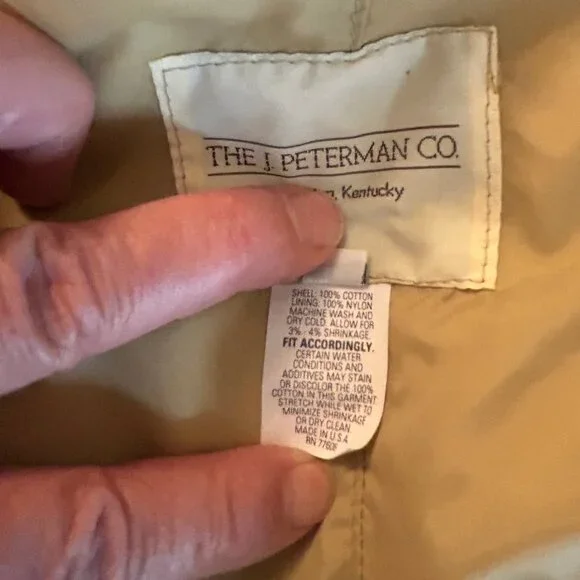 THE J. PETERMAN CO.
Kentucky
SHELL: 100% COTTON
LINING: 100% NYLON
MACHINE WASH AND
DRY COLD. ALLOW FOR
3% - 4% SHRINKAGE.
FIT ACCORDINGLY.
CERTAIN WATER
CONDITIONS AND
ADDITIVES MAY STAIN
OR DISCOLOR THE 100%
COTTON IN THIS GARMENT
STRETCH WHILE WET TO
MINIMIZE SHRINKAGE
OR DRY CLEAN.
MADE IN U.S.A
RN